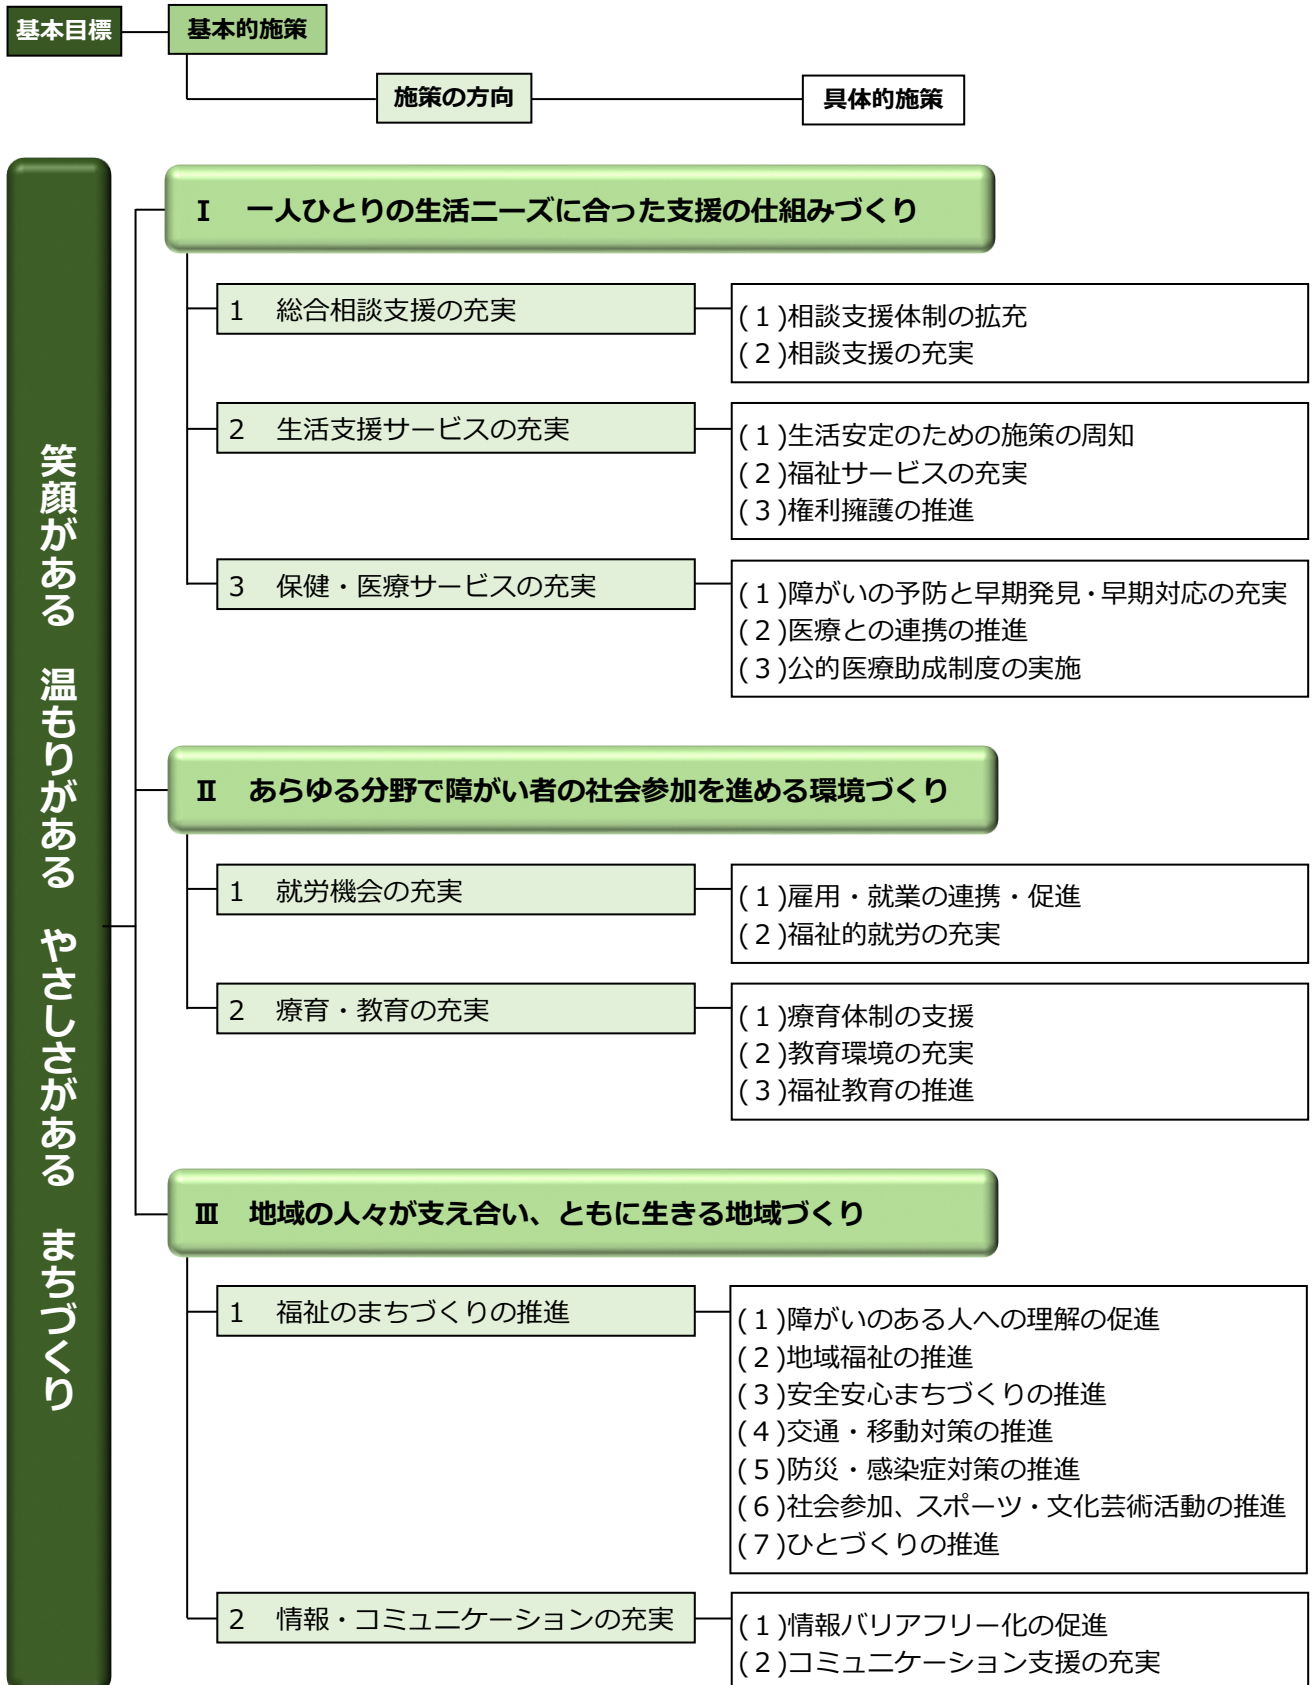 基本目標
基本的施策
施策の方向
具体的施策
笑顔がある　温もりがある　やさしさがある　まちづくり
Ⅰ　一人ひとりの生活ニーズに合った支援の仕組みづくり
1　総合相談支援の充実
(１)相談支援体制の拡充
(２)相談支援の充実
2　生活支援サービスの充実
(１)生活安定のための施策の周知
(２)福祉サービスの充実
(３)権利擁護の推進
3　保健・医療サービスの充実
(１)障がいの予防と早期発見・早期対応の充実
(２)医療との連携の推進
(３)公的医療助成制度の実施
Ⅱ　あらゆる分野で障がい者の社会参加を進める環境づくり
1　就労機会の充実
(１)雇用・就業の連携・促進
(２)福祉的就労の充実
2　療育・教育の充実
(１)療育体制の支援
(２)教育環境の充実
(３)福祉教育の推進
Ⅲ　地域の人々が支え合い、ともに生きる地域づくり
1　福祉のまちづくりの推進
(１)障がいのある人への理解の促進
(２)地域福祉の推進
(３)安全安心まちづくりの推進
(４)交通・移動対策の推進
(５)防災・感染症対策の推進
(６)社会参加、スポーツ・文化芸術活動の推進
(７)ひとづくりの推進
2　情報・コミュニケーションの充実
(１)情報バリアフリー化の促進
(２)コミュニケーション支援の充実